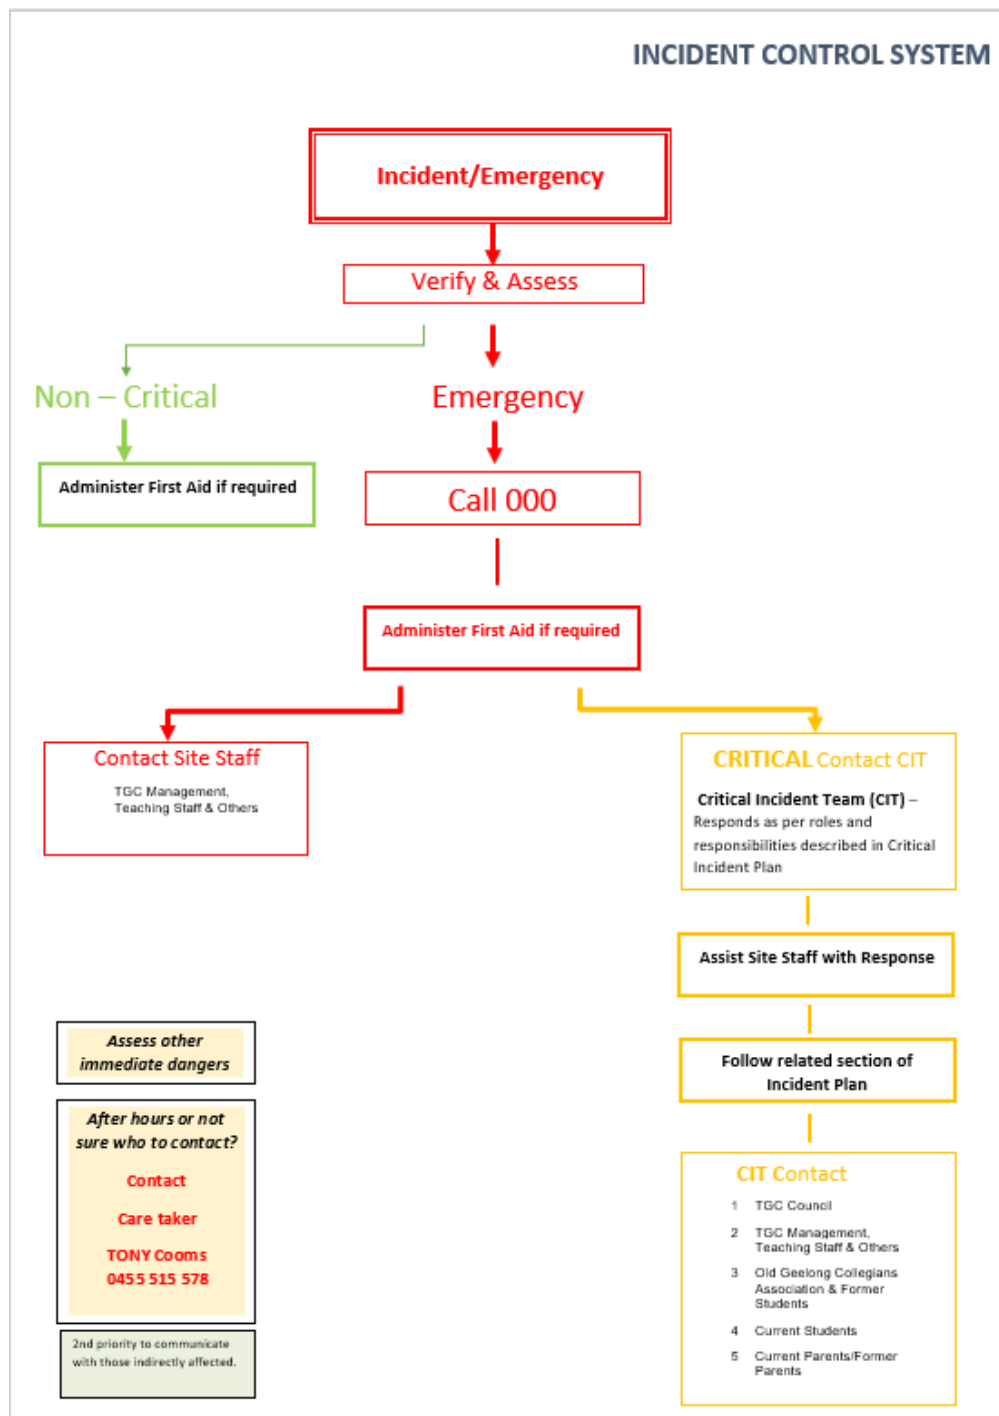 INCIDENT CONTROL SYSTEM
Incident/Emergency
Verify & Assess
Non – Critical
Emergency
Administer First Aid if required
Call 000
Administer First Aid if required
Contact Site Staff
TGC Management,
Teaching Staff & Others
CRITICAL Contact CIT
Critical Incident Team (CIT) –
Responds as per roles and
responsibilities described in Critical
Incident Plan
Assist Site Staff with Response
Follow related section of
Incident Plan
CIT Contact
1 TGC Council
2 TGC Management,
Teaching Staff & Others
3 Old Geelong Collegians
Association & Former
Students
4 Current Students
5 Current Parents/Former
Parents
Assess other
immediate dangers
After hours or not
sure who to contact?
Contact
Care taker
TONY Cooms
0455 515 578
2nd priority to communicate
with those indirectly affected.